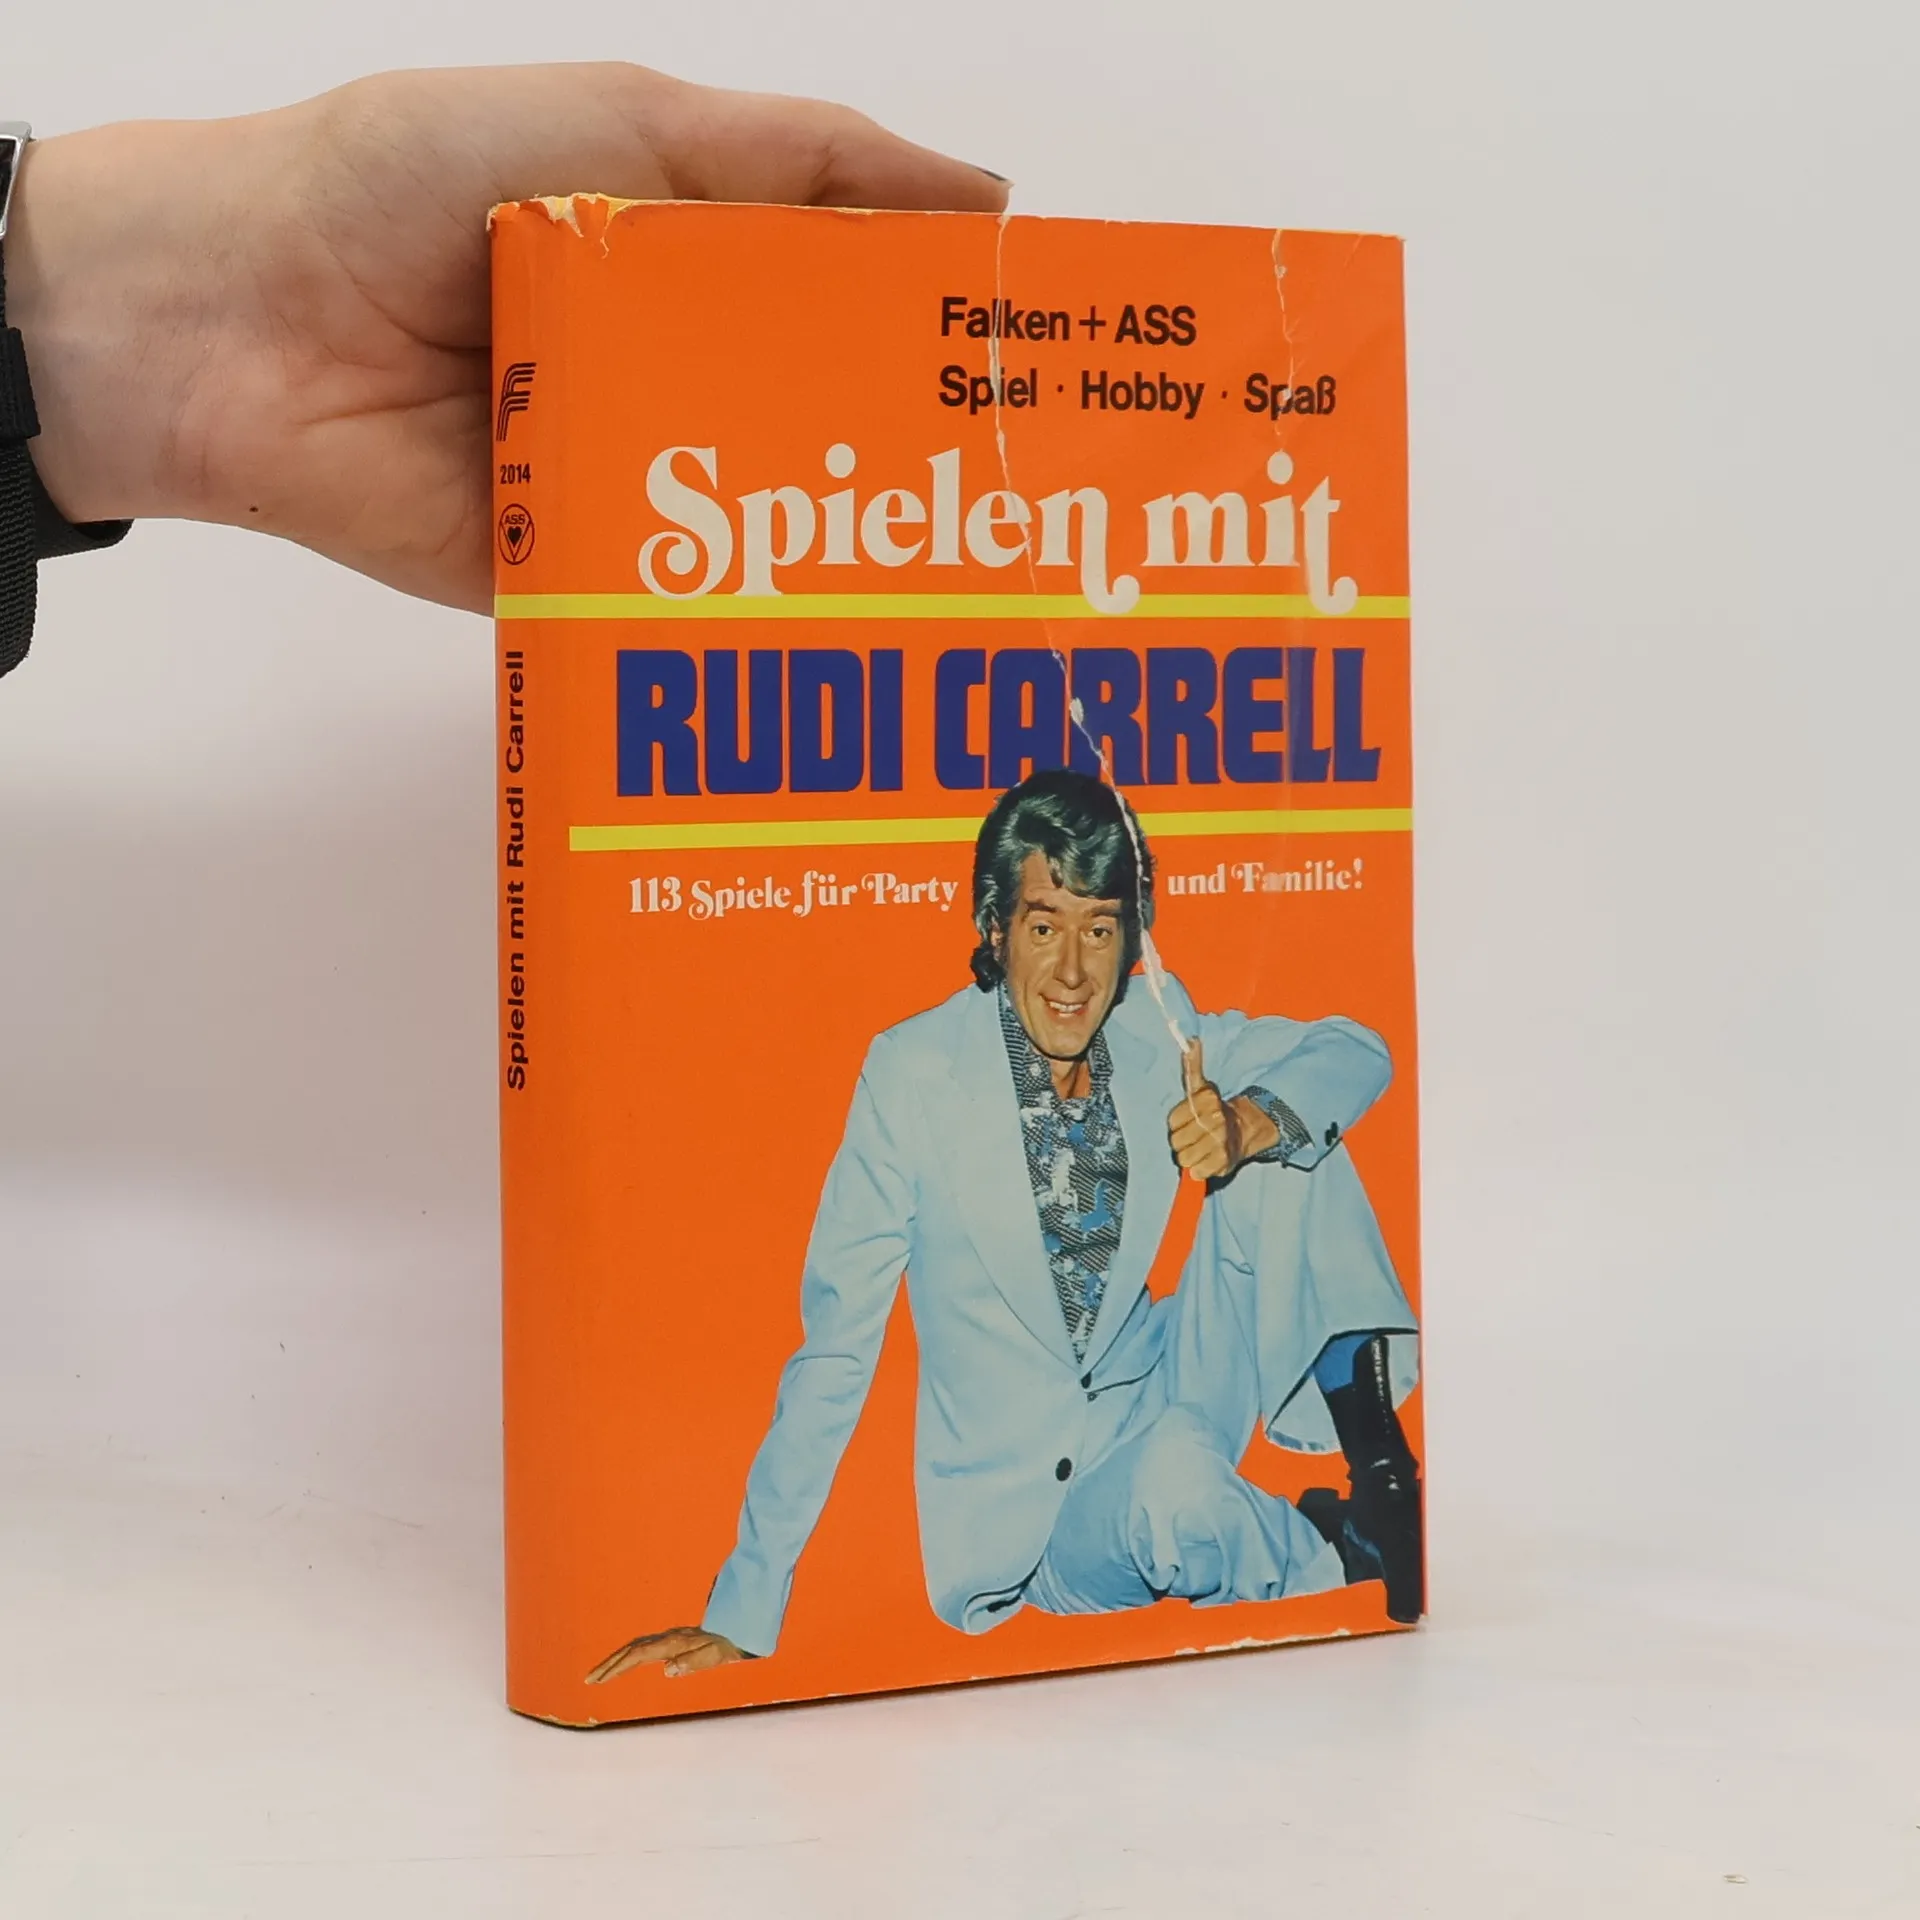 Falken + ASS
Spiel · Hobby · Spaß
Spielen mit
RUDI CARRELL
113 Spiele für Party und Familie!
2014
ASS
Spielen mit Rudi Carrell